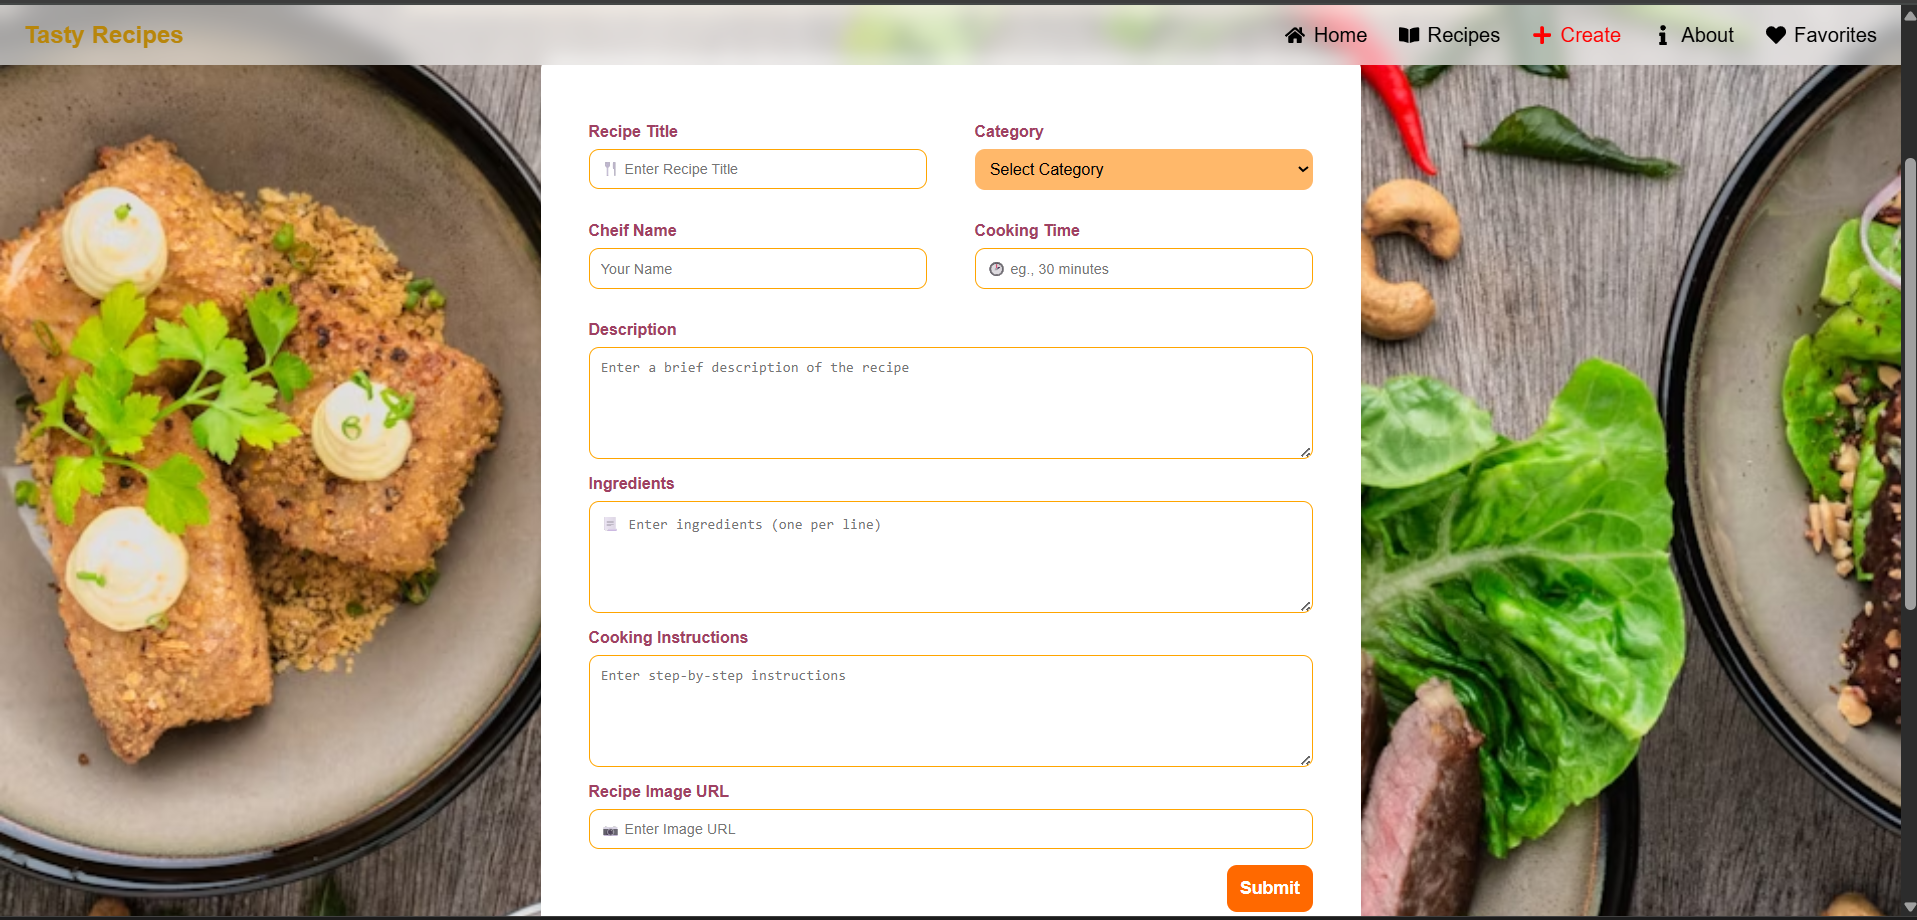 Tasty Recipes
Home Recipes Create About Favorites
Recipe Title
Enter Recipe Title
Category
Select Category
Cheif Name
Your Name
Cooking Time
eg., 30 minutes
Description
Enter a brief description of the recipe
Ingredients
Enter ingredients (one per line)
Cooking Instructions
Enter step-by-step instructions
Recipe Image URL
Enter Image URL
Submit